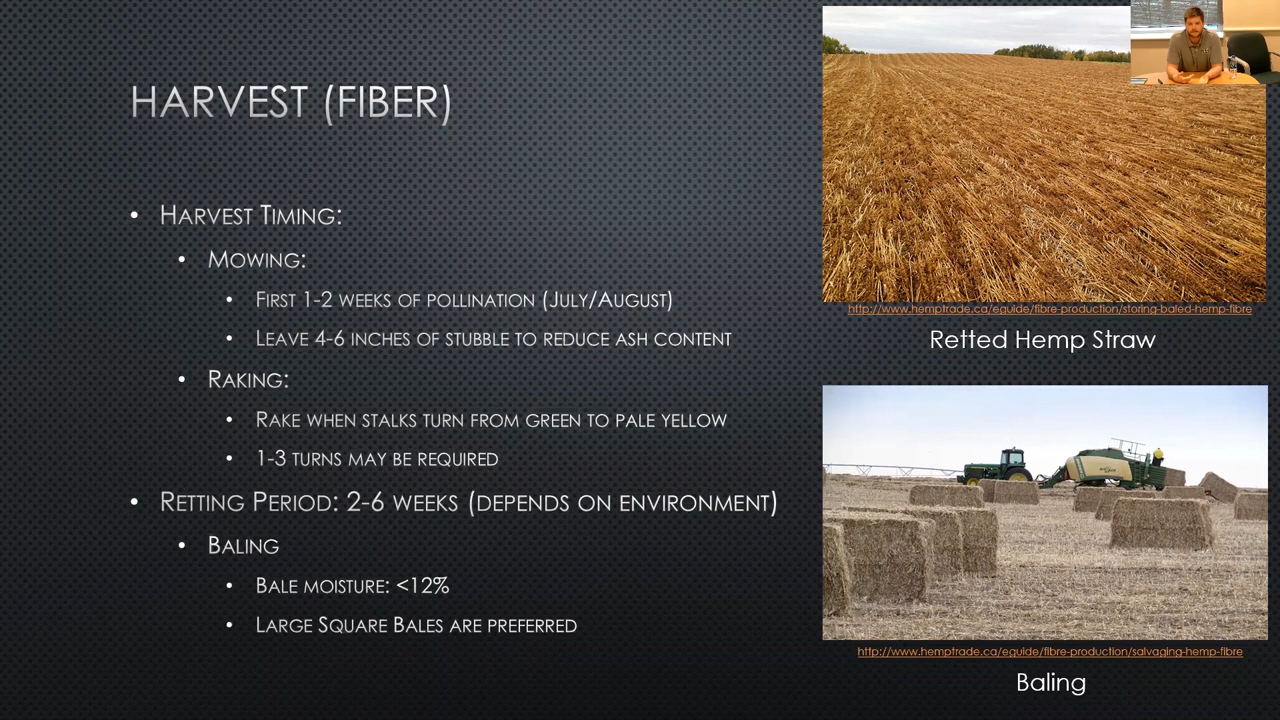 HARVEST (FIBER)
• HARVEST TIMING:
• MOWING:
• FIRST 1-2 WEEKS OF POLLINATION (JULY/AUGUST)
• LEAVE 4-6 INCHES OF STUBBLE TO REDUCE ASH CONTENT
• RAKING:
• RAKE WHEN STALKS TURN FROM GREEN TO PALE YELLOW
• 1-3 TURNS MAY BE REQUIRED
• RETTING PERIOD: 2-6 WEEKS (DEPENDS ON ENVIRONMENT)
• BALING
• BALE MOISTURE: <12%
• LARGE SQUARE BALES ARE PREFERRED
http://www.hemptrade.ca/eguide/fibre-production/storing-baled-hemp-fibre
Retted Hemp Straw
http://www.hemptrade.ca/eguide/fibre-production/salvaging-hemp-fibre
Baling